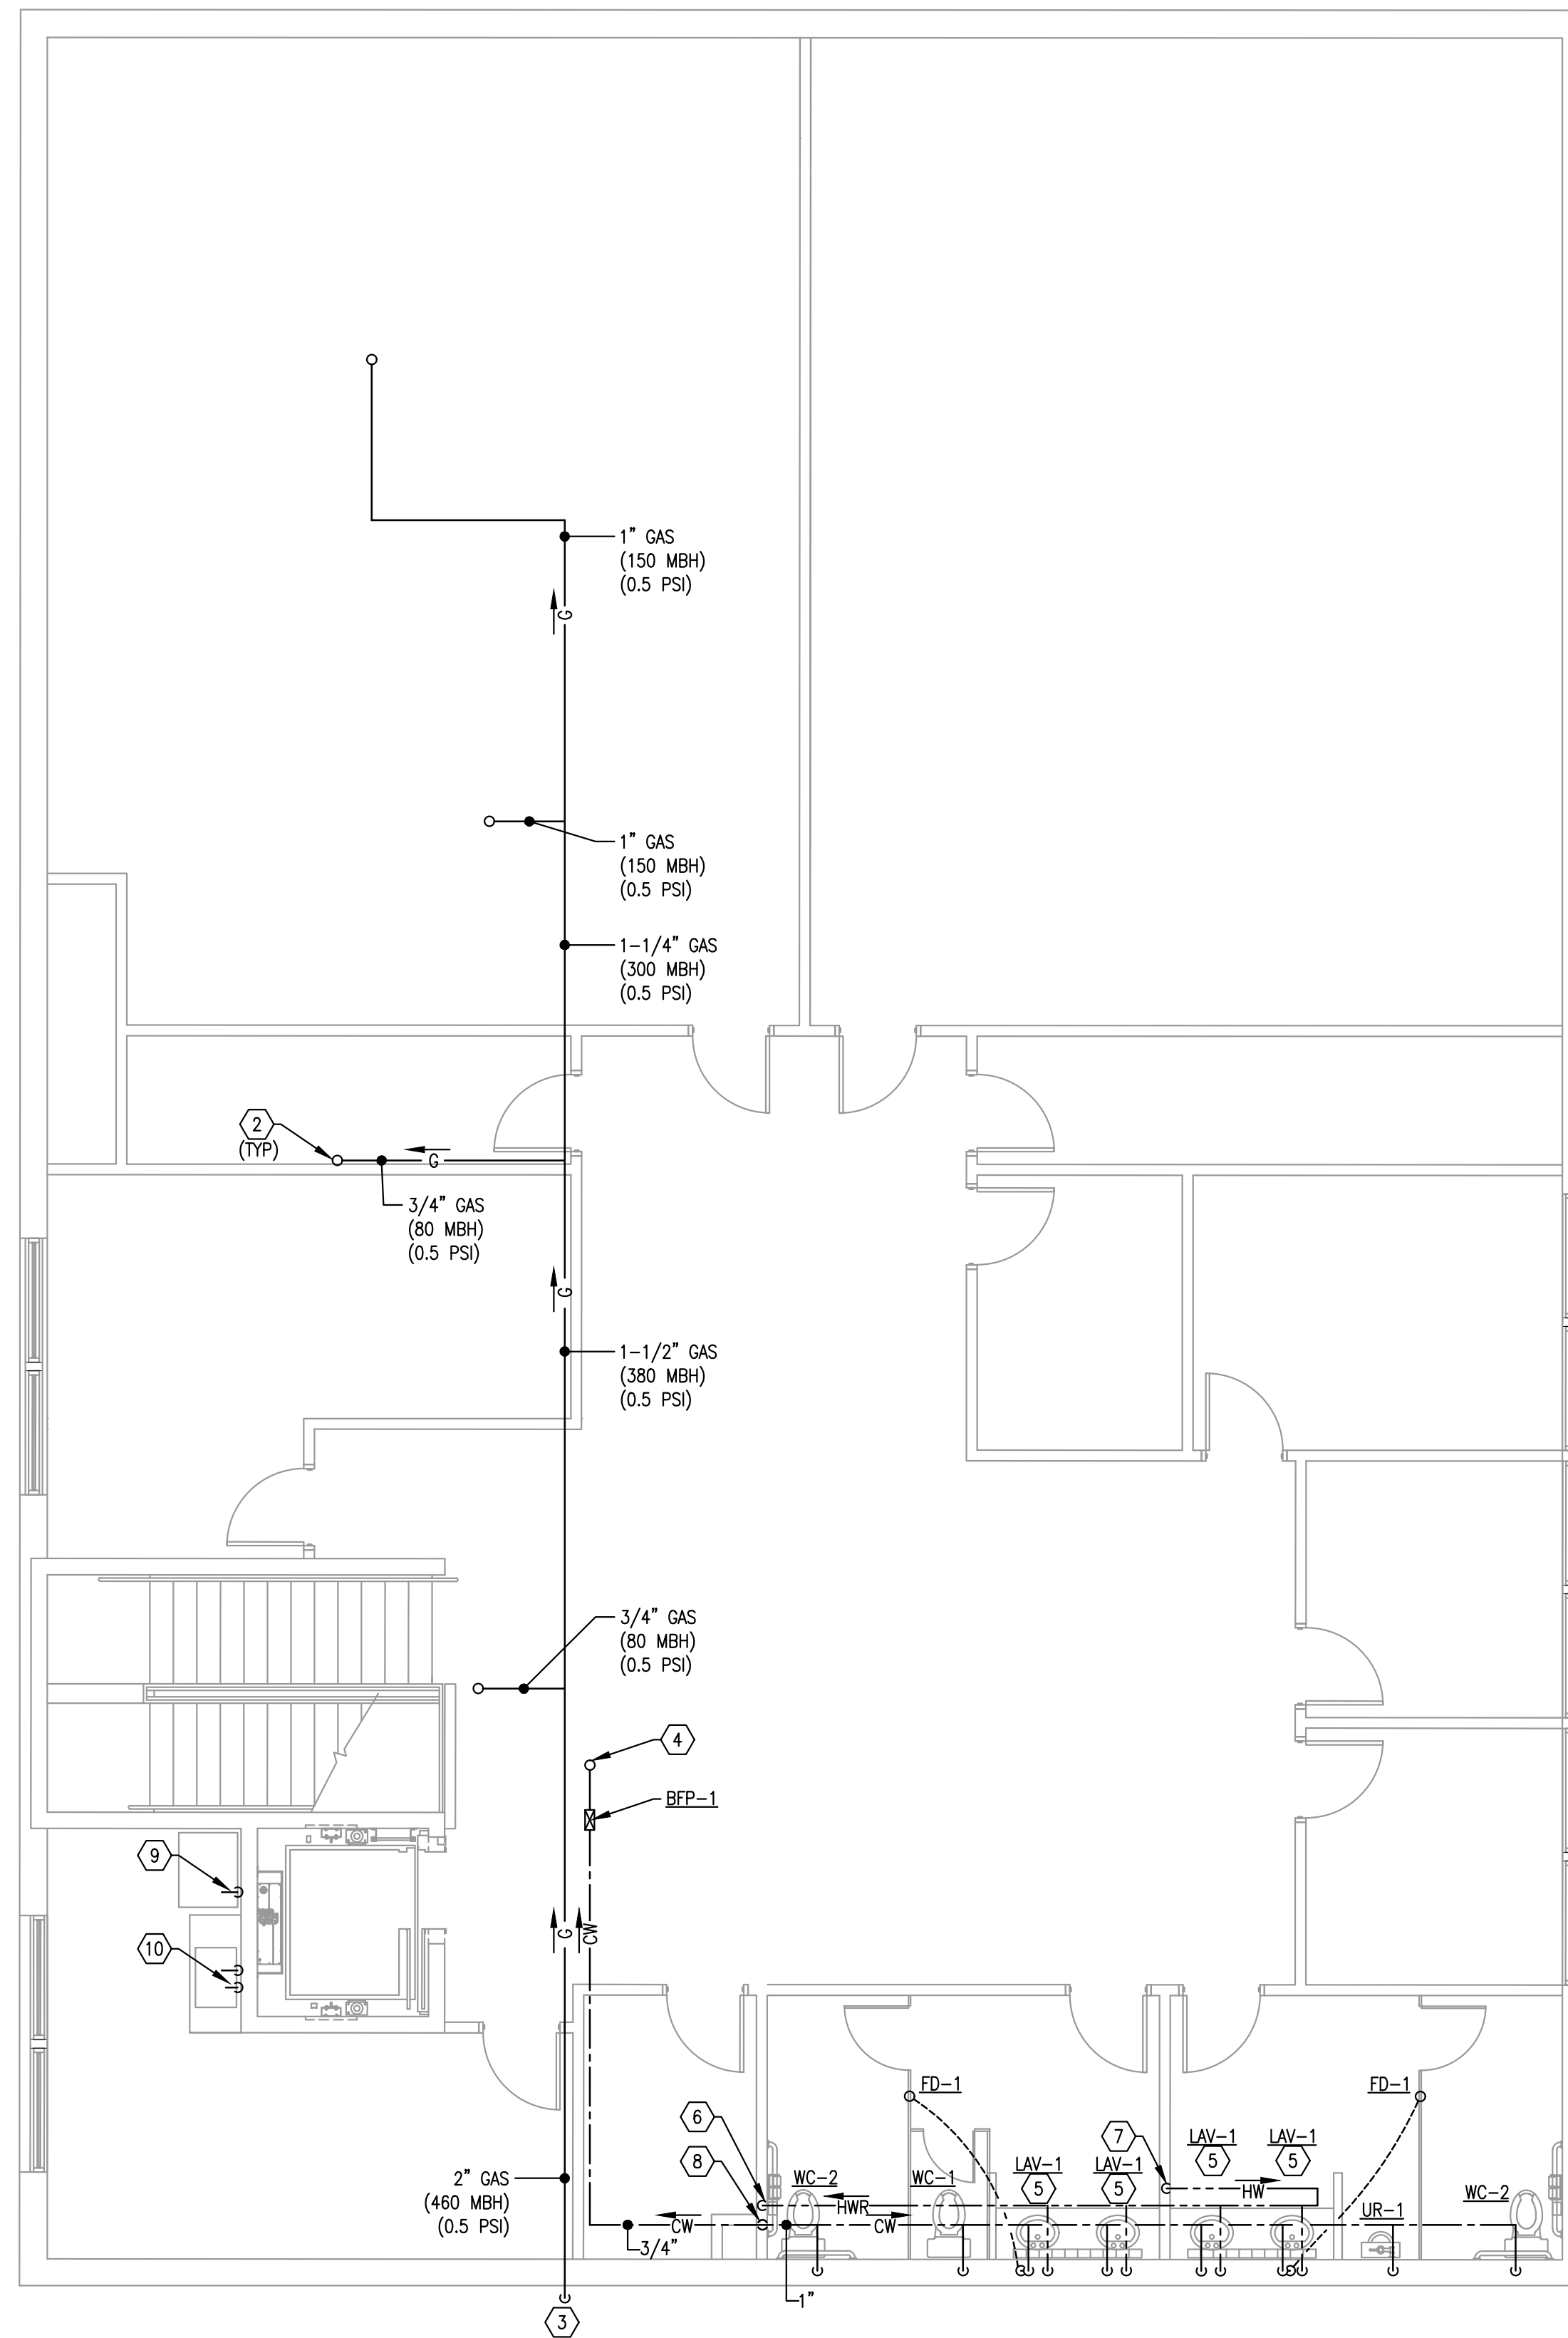 1” GAS
(150 MBH)
(0.5 PSI)
G
1” GAS
(150 MBH)
(0.5 PSI)
1-1/4” GAS
(300 MBH)
(0.5 PSI)
2
(TYP)
G
3/4” GAS
(80 MBH)
(0.5 PSI)
G
1-1/2” GAS
(380 MBH)
(0.5 PSI)
3/4” GAS
(80 MBH)
(0.5 PSI)
4
BFP-1
9
10
G
CW
FD-1
FD-1
6
8
7
LAV-1
5
LAV-1
5
LAV-1
5
LAV-1
5
WC-2
WC-1
HW
WC-2
HWR
UR-1
2” GAS
(460 MBH)
(0.5 PSI)
CW
CW
3/4”
1”
3